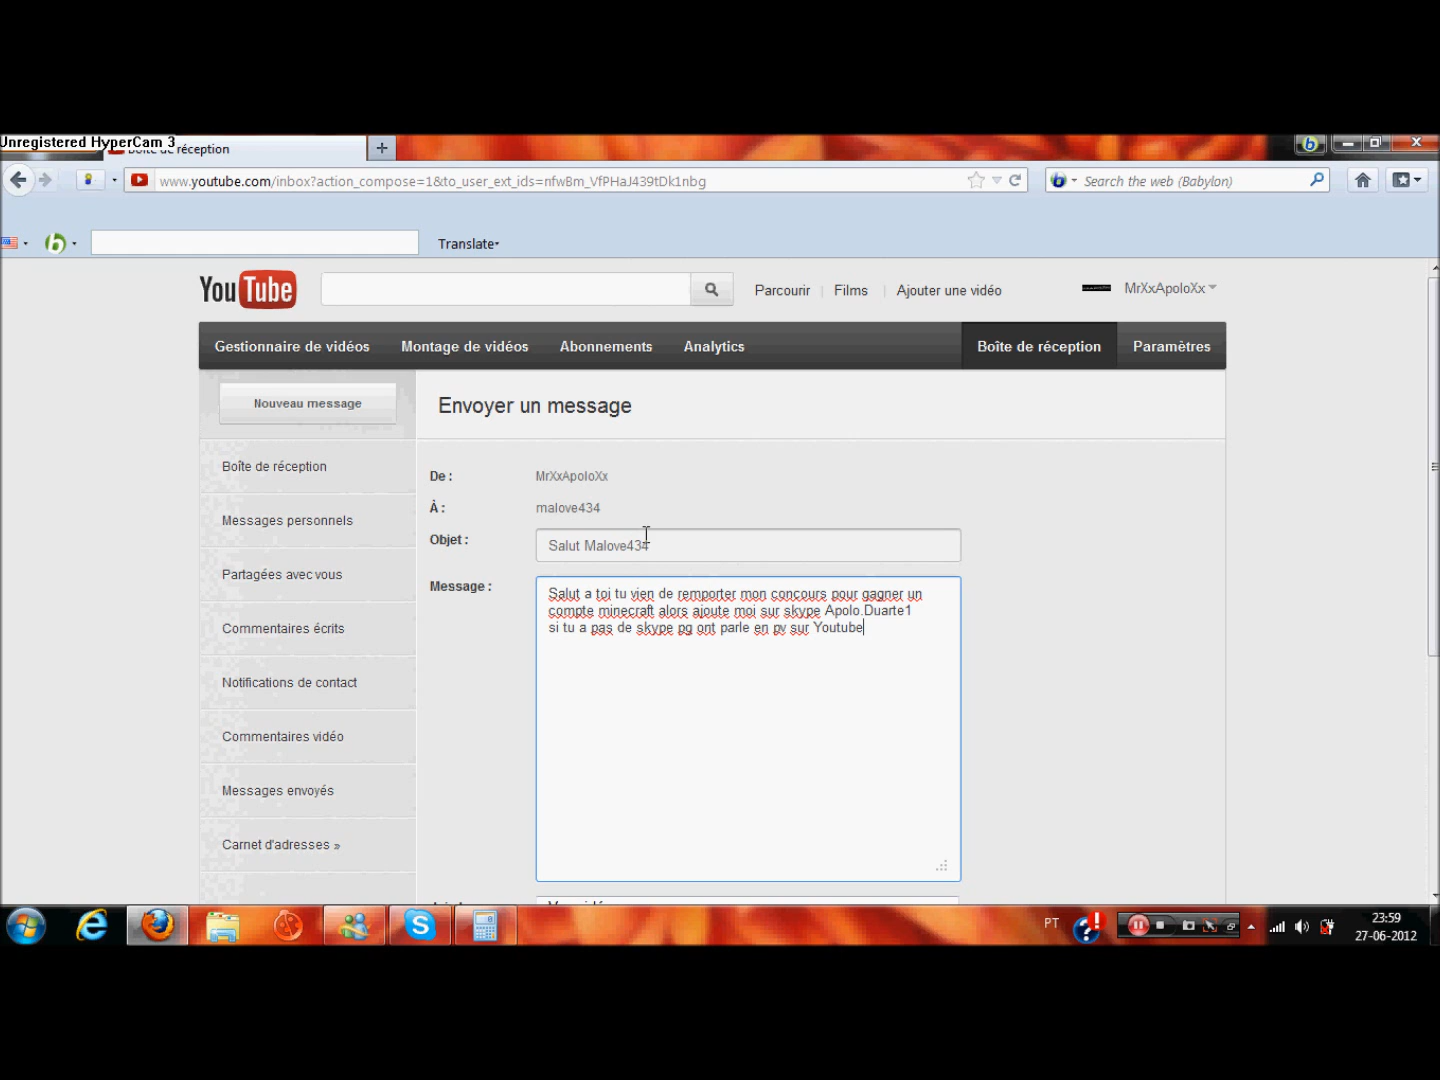 Unregistered HyperCam 3
réception
www.youtube.com/inbox?action_compose=1&to_user_ext_ids=nfwBm_VfPHaJ439tDk1nbg
Search the web (Babylon)
Translate
YouTube
Parcourir
Films
Ajouter une vidéo
MrXxApoloXx
Gestionnaire de vidéos
Montage de vidéos
Abonnements
Analytics
Boîte de réception
Paramètres
Nouveau message
Envoyer un message
Boîte de réception
Messages personnels
Partagées avec vous
Commentaires écrits
Notifications de contact
Commentaires vidéo
Messages envoyés
Carnet d'adresses »
De : MrXxApoloXx
À : malove434
Objet : Salut Malove434
Message :
Salut a toi tu vien de remporter mon concours pour gagner un
compte minecraft alors ajoute moi sur skype Apolo.Duarte1
si tu a pas de skype pg ont parle en pv sur Youtube
PT
23:59
27-06-2012